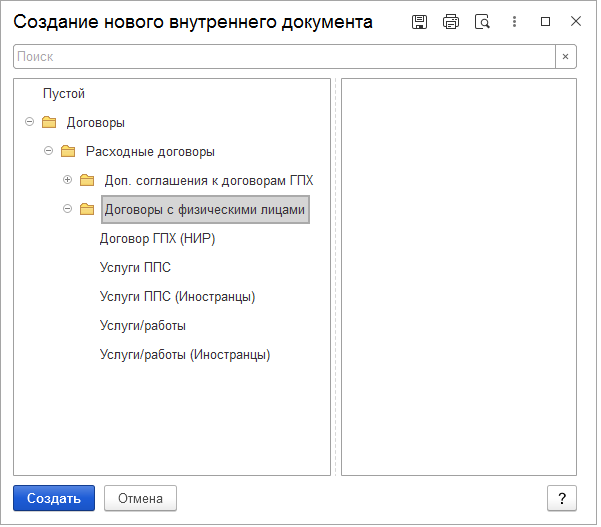 Создание нового внутреннего документа
Поиск
Пустой
Договоры
Расходные договоры
Доп. соглашения к договорам ГПХ
Договоры с физическими лицами
Договор ГПХ (НИР)
Услуги ППС
Услуги ППС (Иностранцы)
Услуги/работы
Услуги/работы (Иностранцы)
Создать
Отмена
?